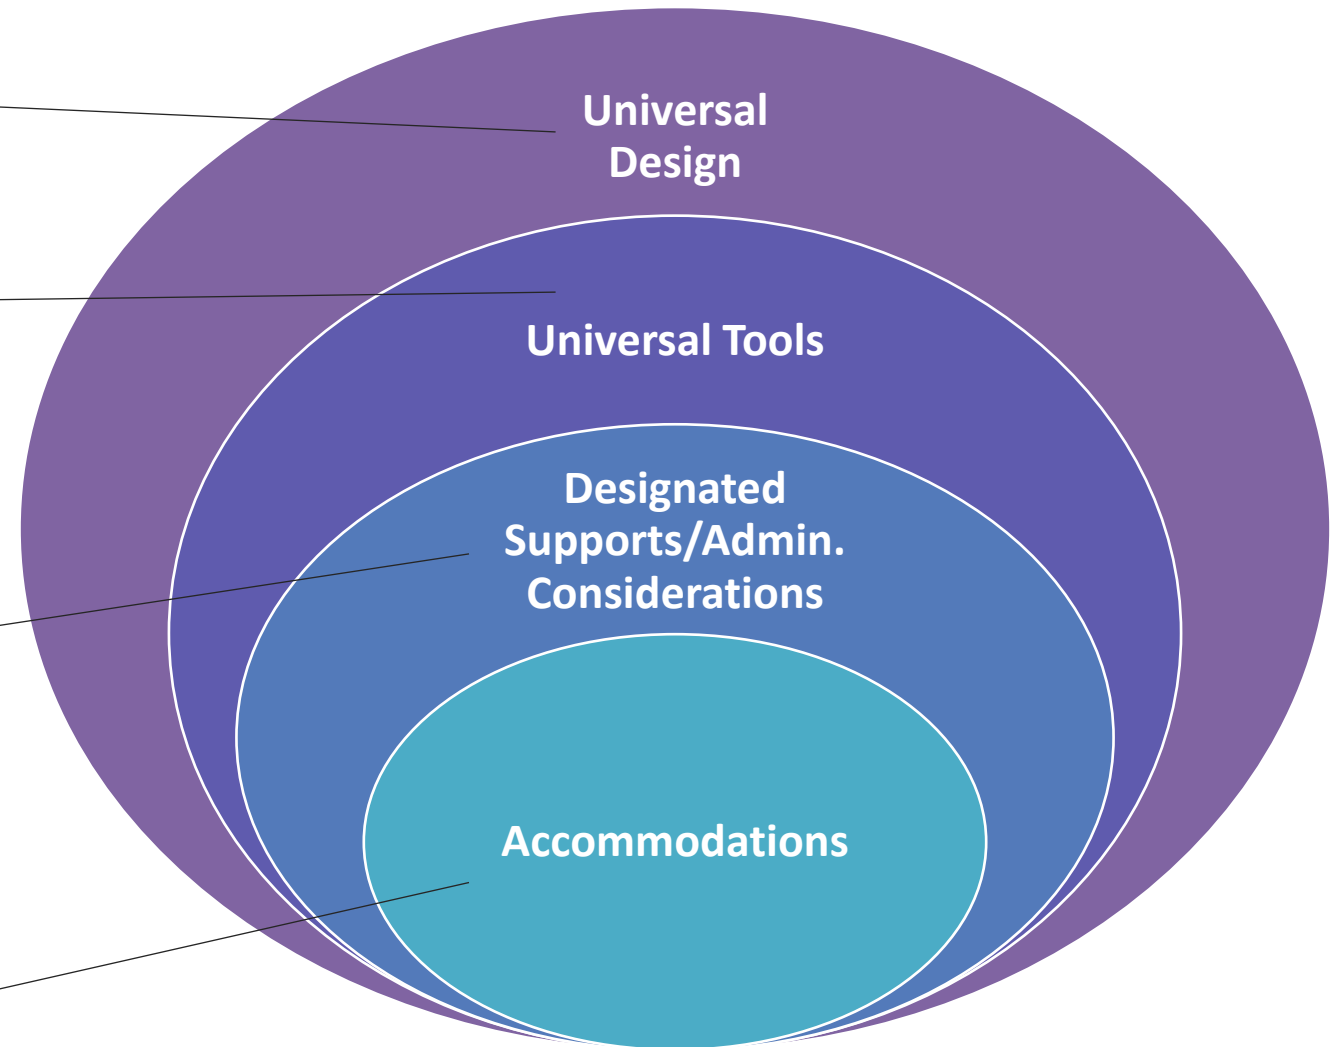 Universal
Design
Universal Tools
Designated
Supports/Admin.
Considerations
Accommodations